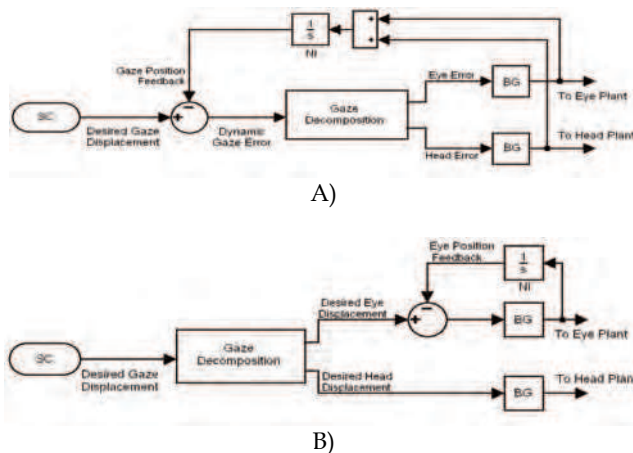 1
s
NI
+
+
Gaze Position
Feedback
Eye Error
BG
To Eye Plant
SC
+
−
Desired Gaze
Displacement
Dynamic
Gaze Error
Gaze
Decomposition
Head Error
BG
To Head Plant
A)
Eye Position
Feedback
1
s
NI
Desired Eye
Displacement
+
−
BG
To Eye Plant
SC
Desired Gaze
Displacement
Gaze
Decomposition
Desired Head
Displacement
BG
To Head Plant
B)